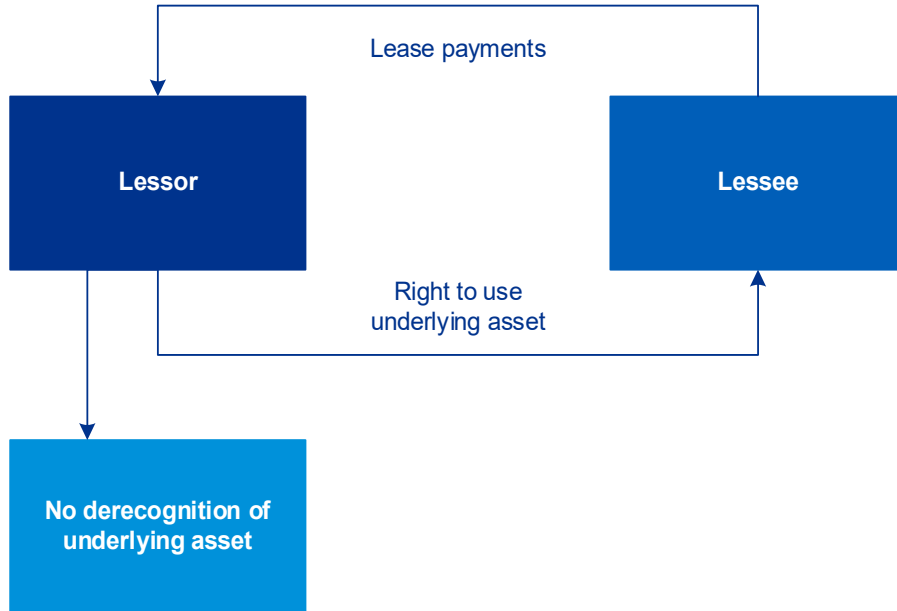 Lease payments
Lessor
Lessee
Right to use
underlying asset
No derecognition of
underlying asset